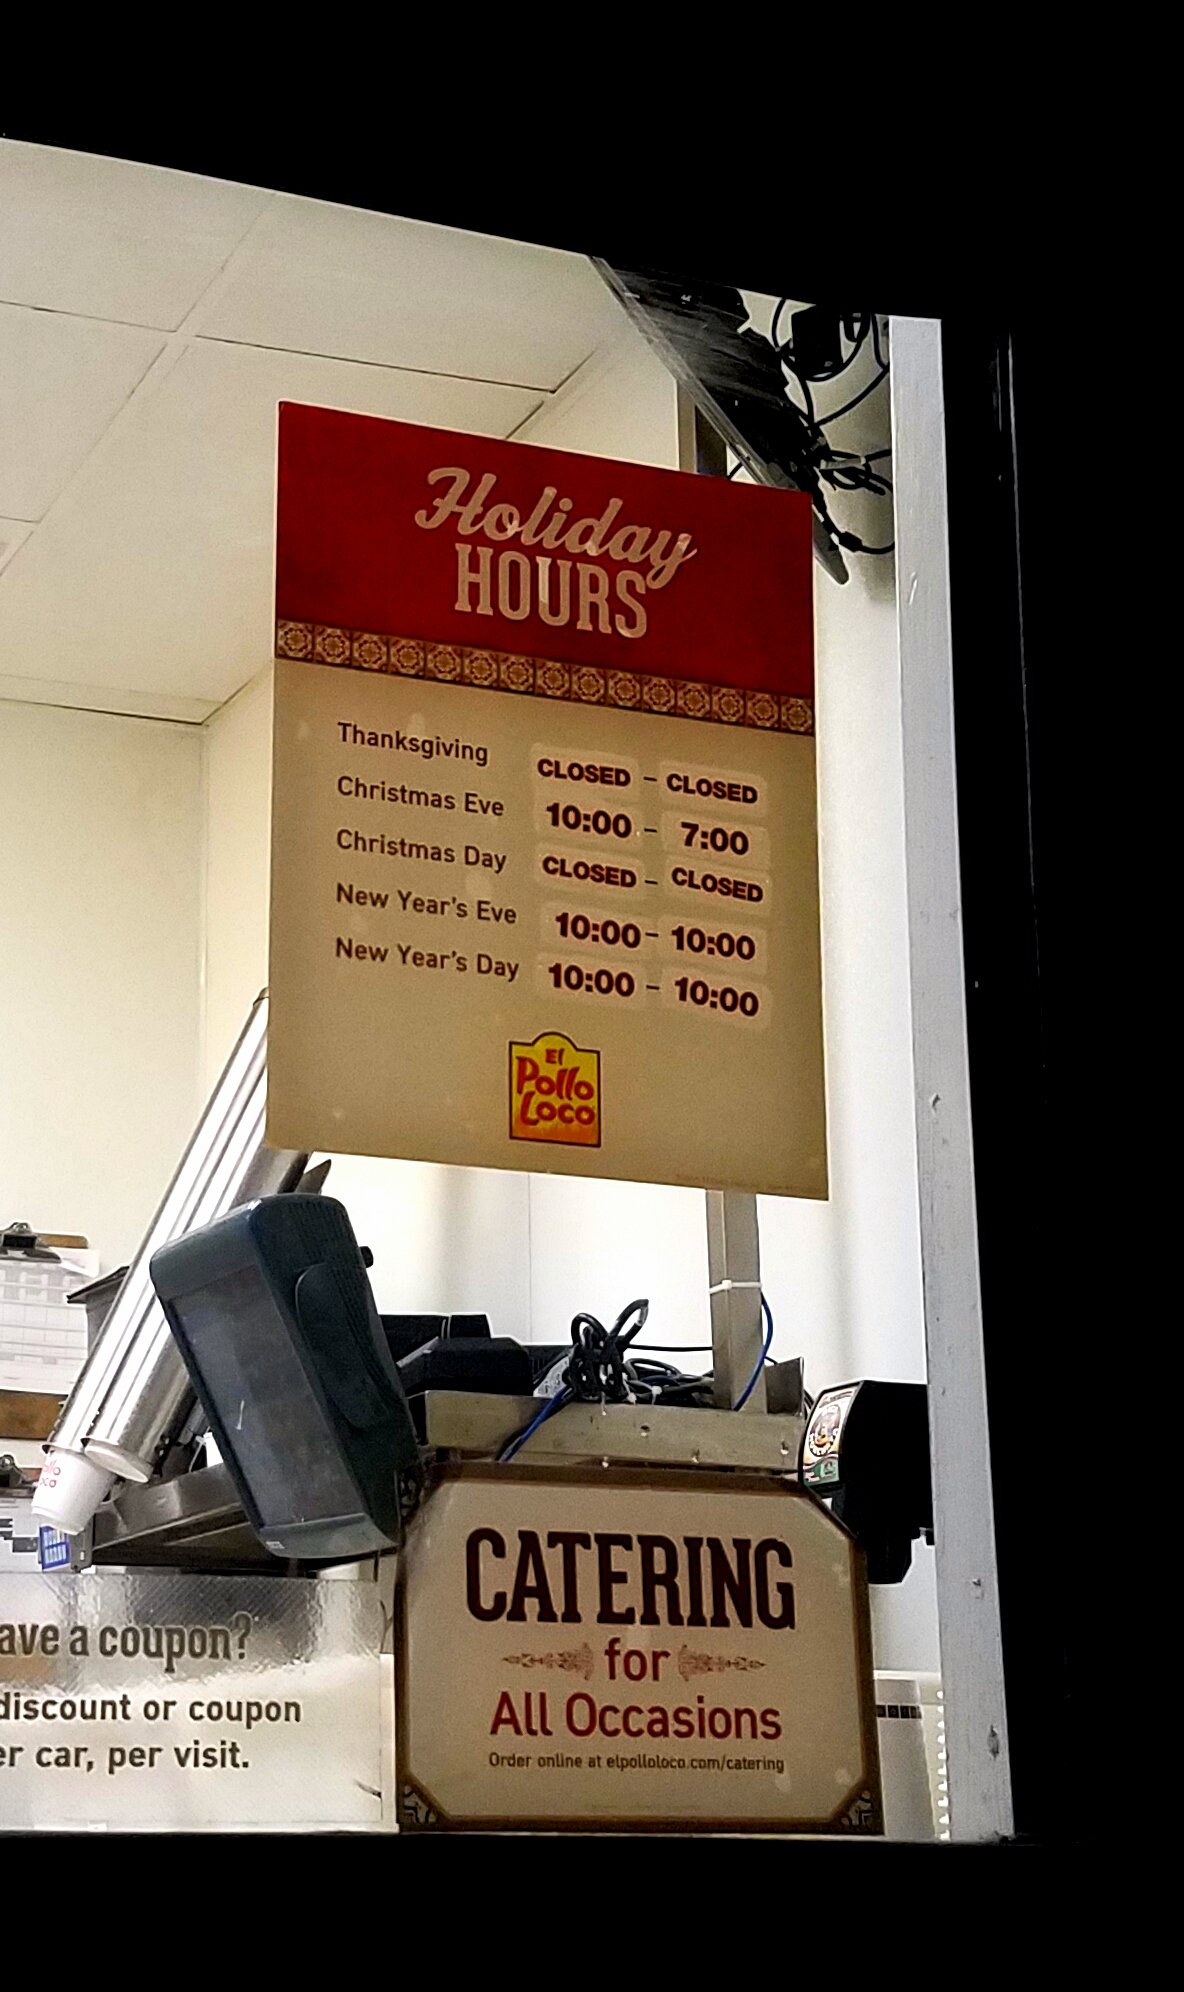 Holiday
HOURS
Thanksgiving CLOSED - CLOSED
Christmas Eve 10:00 - 7:00
Christmas Day CLOSED - CLOSED
New Year's Eve 10:00 - 10:00
New Year's Day 10:00 - 10:00
El
Pollo
Loco
CATERING
for
All Occasions
Order online at elpolloloco.com/catering
ave a coupon?
discount or coupon
er car, per visit.